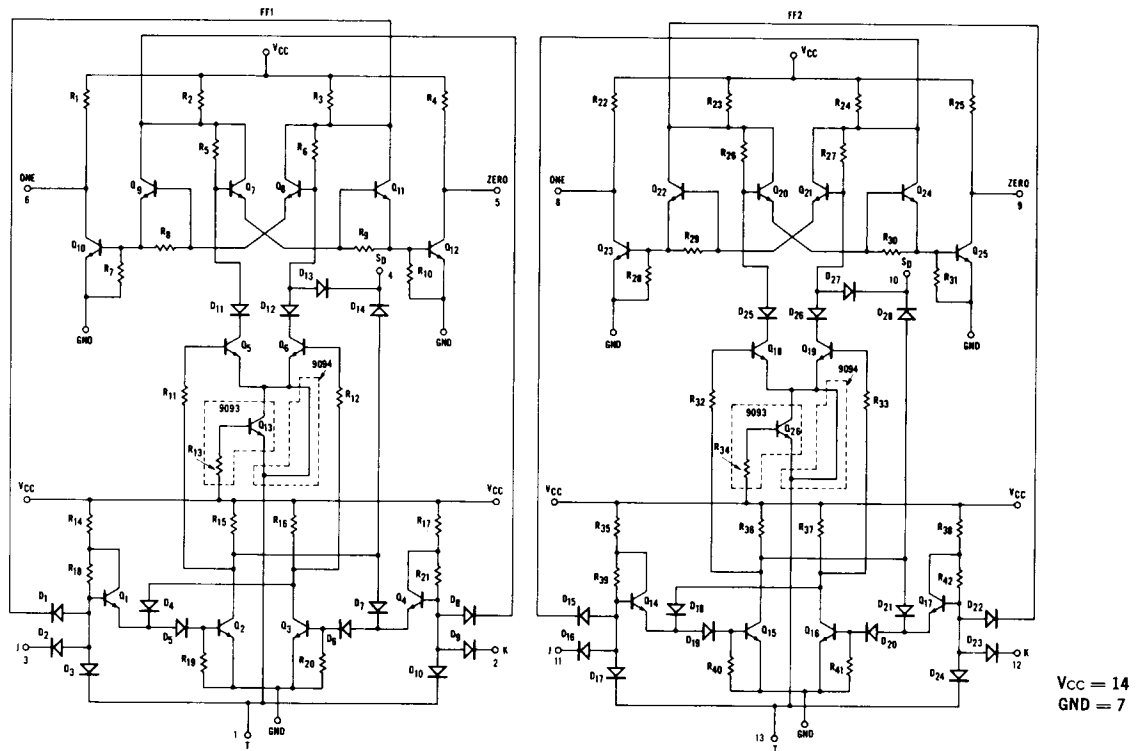 FF1
FF2
VCC
VCC
R1
R2
R3
R4
R22
R23
R24
R25
R5
R6
R26
R27
ONE
6
Q9
Q7
Q8
Q11
ZERO
5
ONE
8
Q22
Q20
Q21
Q24
ZERO
9
Q10
R8
R9
Q12
Q23
R29
R30
Q25
R7
R10
R28
R31
SD
4
SD
10
D13
D27
D11
D12
D14
D25
D26
D28
GND
GND
GND
GND
Q5
Q6
Q18
Q19
9094
9094
R11
R12
R32
R33
9093
9093
Q13
Q26
R13
R34
VCC
VCC
VCC
VCC
R14
R15
R16
R17
R35
R36
R37
R38
R18
R21
R39
R42
D1
Q1
D4
D7
Q4
D8
D15
Q14
D18
D21
Q17
D22
J
3
D2
D5
Q2
Q3
D6
D9
K
2
J
11
D16
D19
Q15
Q16
D20
D23
K
12
D3
R19
R20
D10
D17
R40
R41
D24
1
T
GND
13
T
GND
VCC = 14
GND = 7